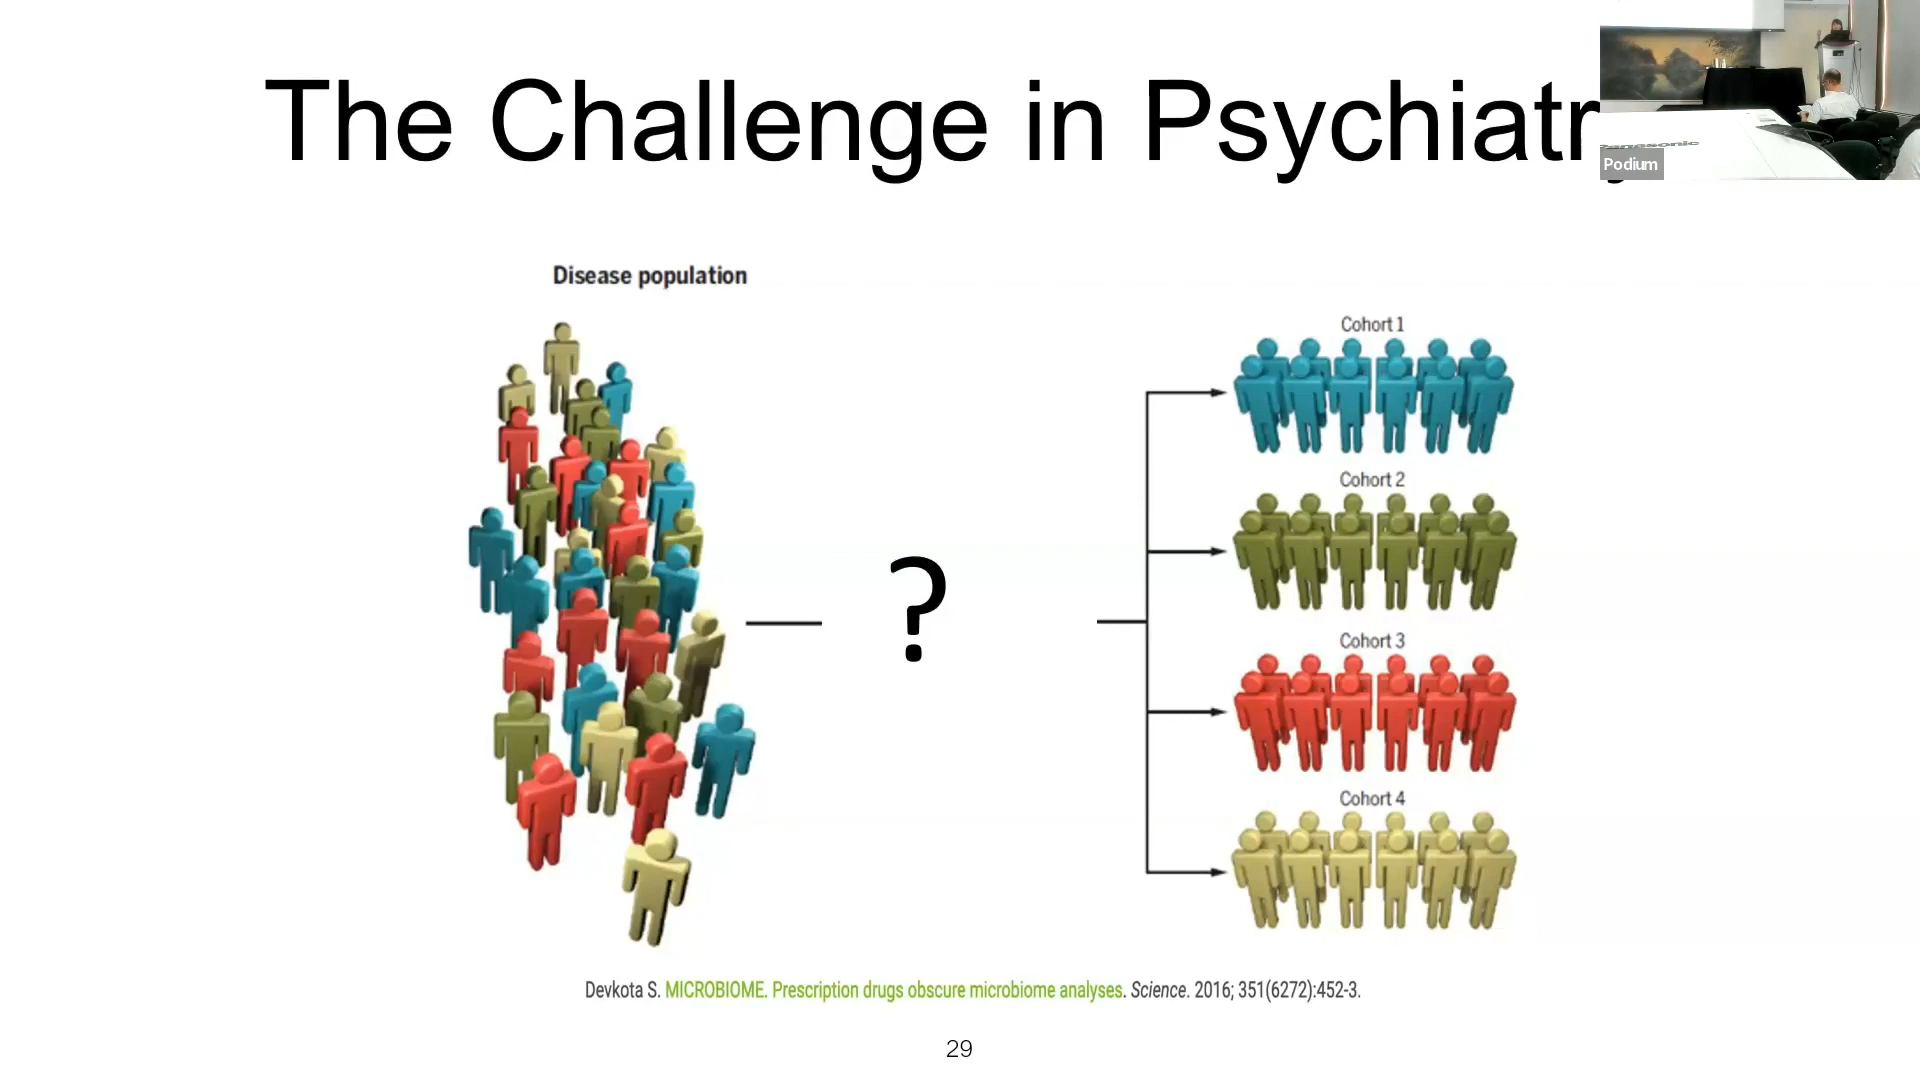 The Challenge in Psychiatr
Podium
Disease population
Cohort 1
Cohort 2
?
Cohort 3
Cohort 4
Devkota S. MICROBIOME. Prescription drugs obscure microbiome analyses. Science. 2016; 351(6272):452-3.
29